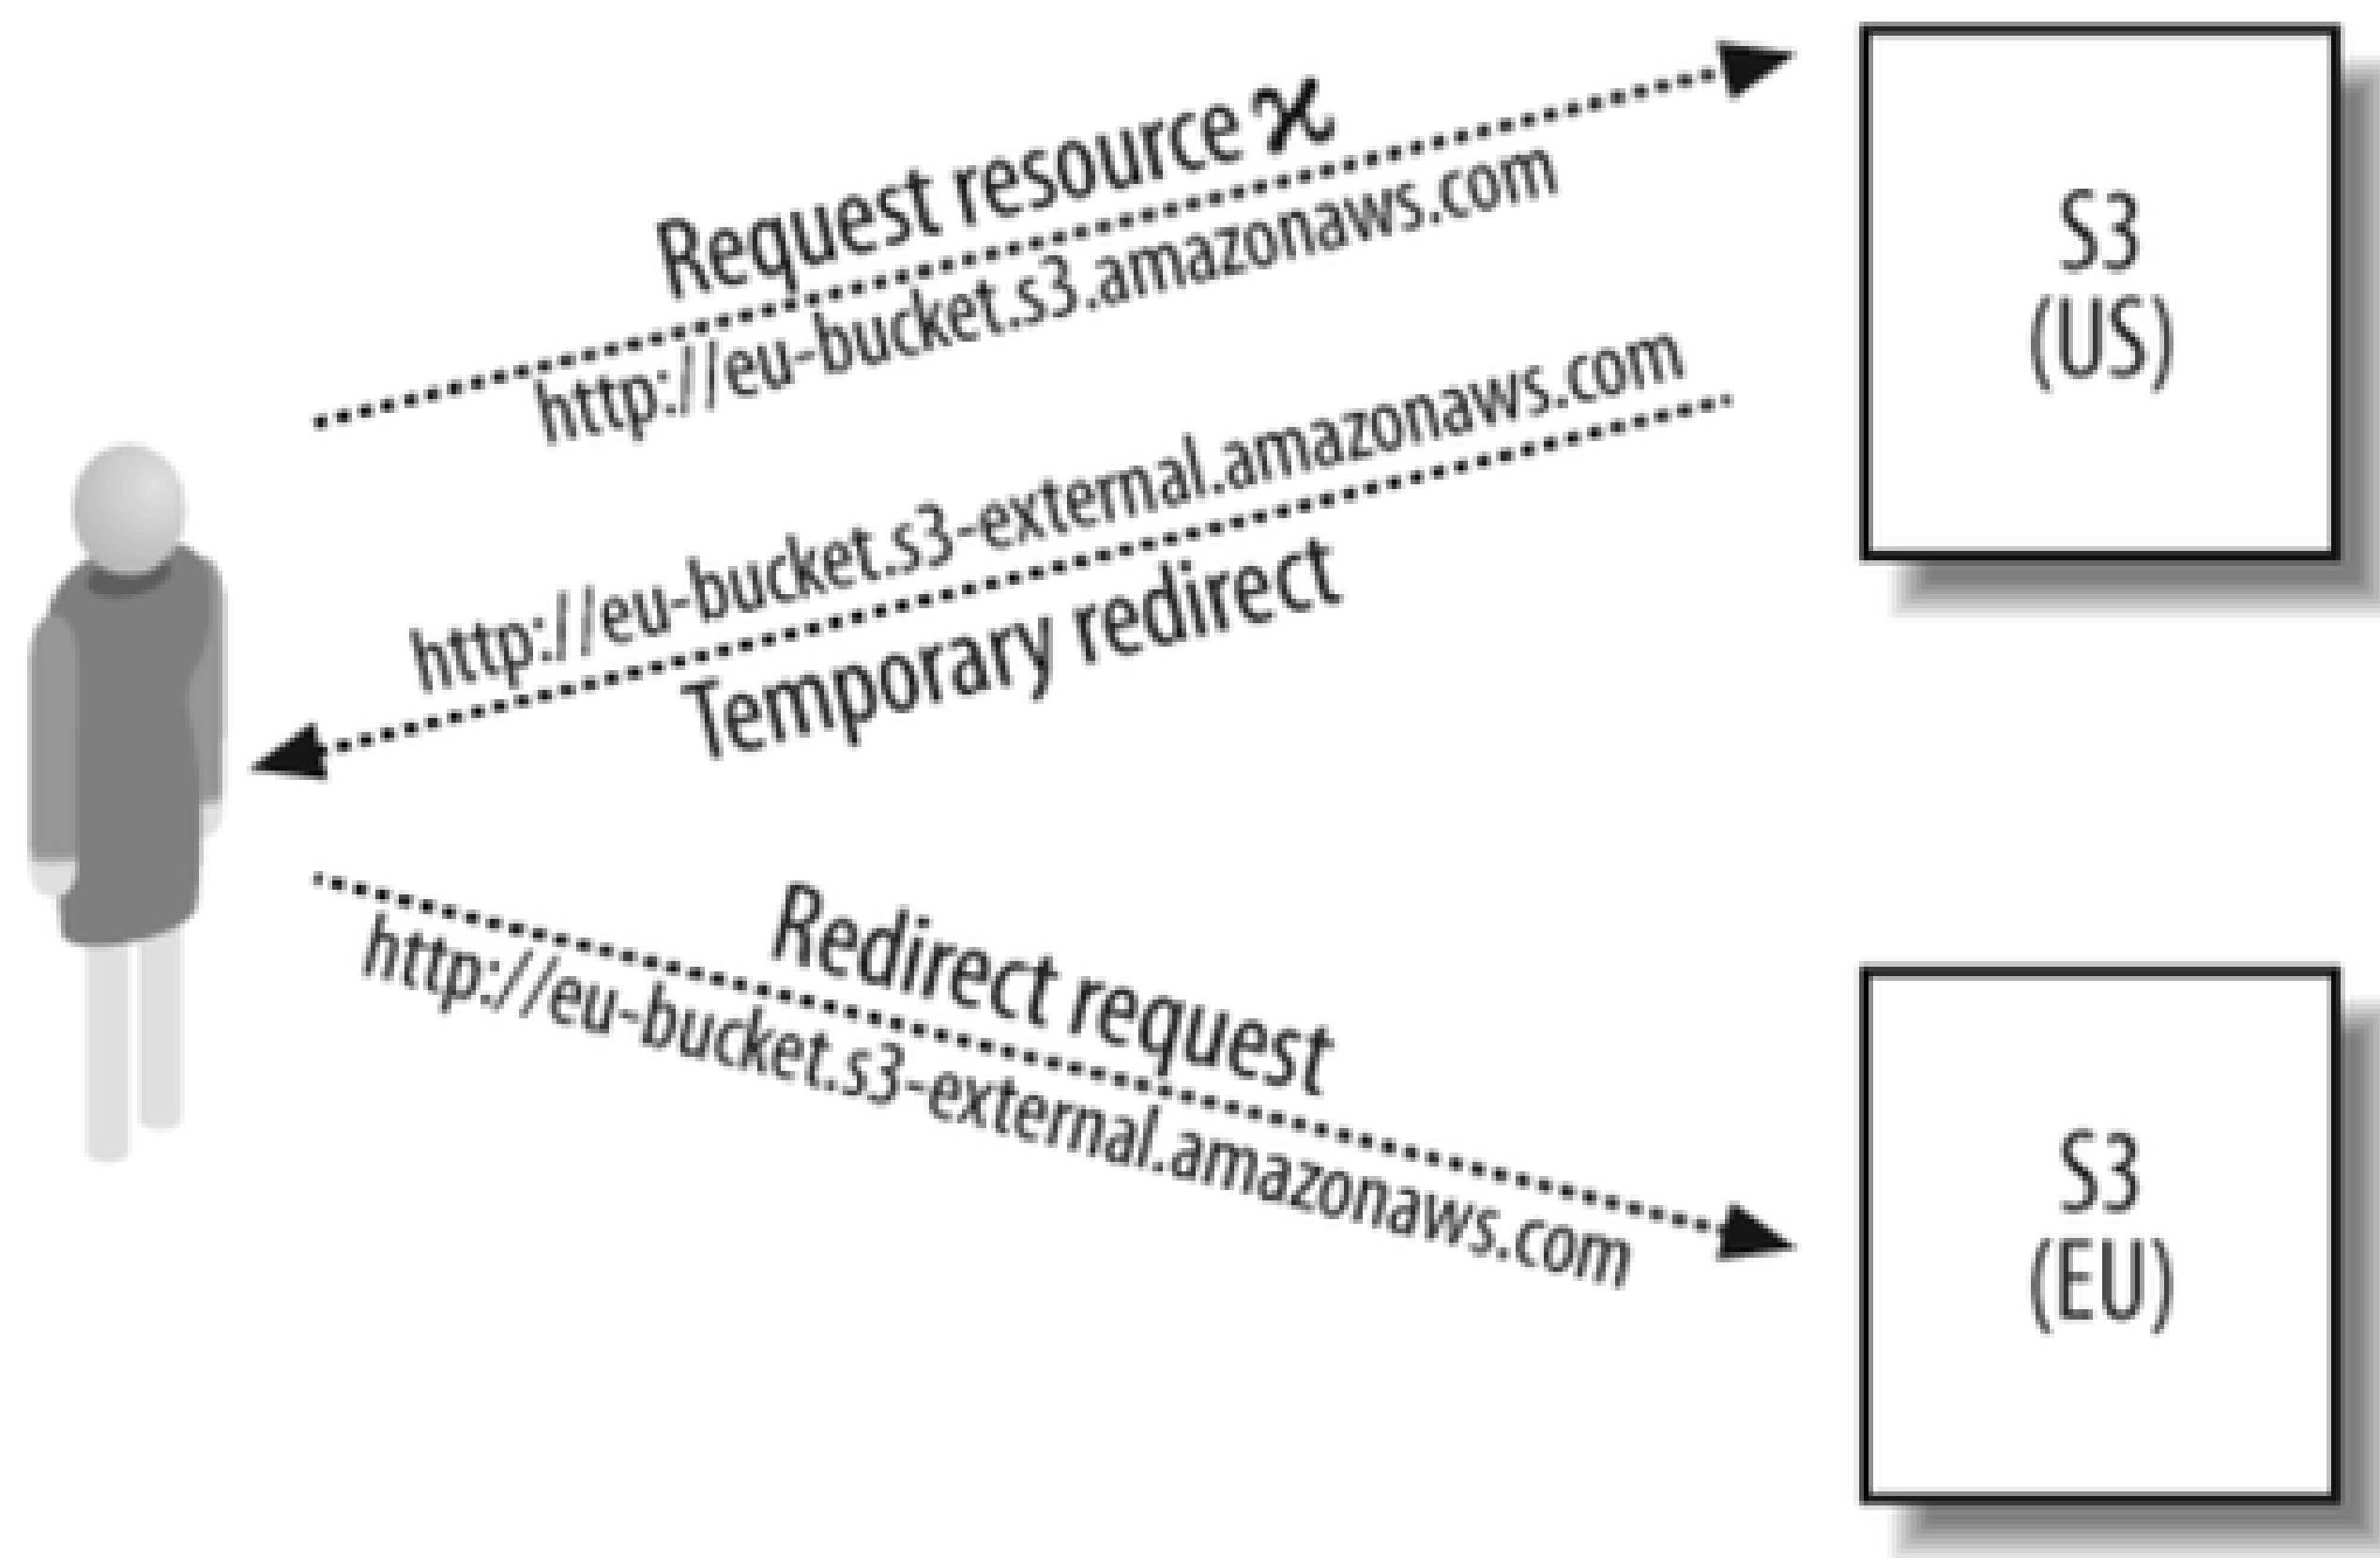 Request resource x
http://eu-bucket.s3.amazonaws.com
S3
(US)
http://eu-bucket.s3-external.amazonaws.com
Temporary redirect
Redirect request
http://eu-bucket.s3-external.amazonaws.com
S3
(EU)